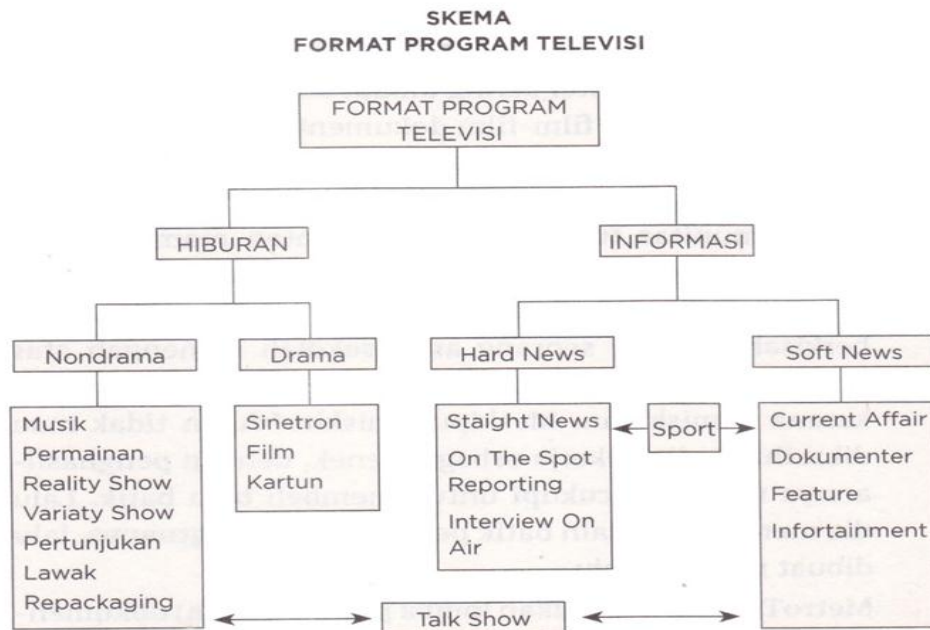 SKEMA
FORMAT PROGRAM TELEVISI
FORMAT PROGRAM
TELEVISI
HIBURAN
INFORMASI
Nondrama
Drama
Hard News
Soft News
Musik
Permainan
Reality Show
Variaty Show
Pertunjukan
Lawak
Repackaging
Sinetron
Film
Kartun
Staight News
On The Spot
Reporting
Interview On
Air
Sport
Current Affair
Dokumenter
Feature
Infortainment
Talk Show